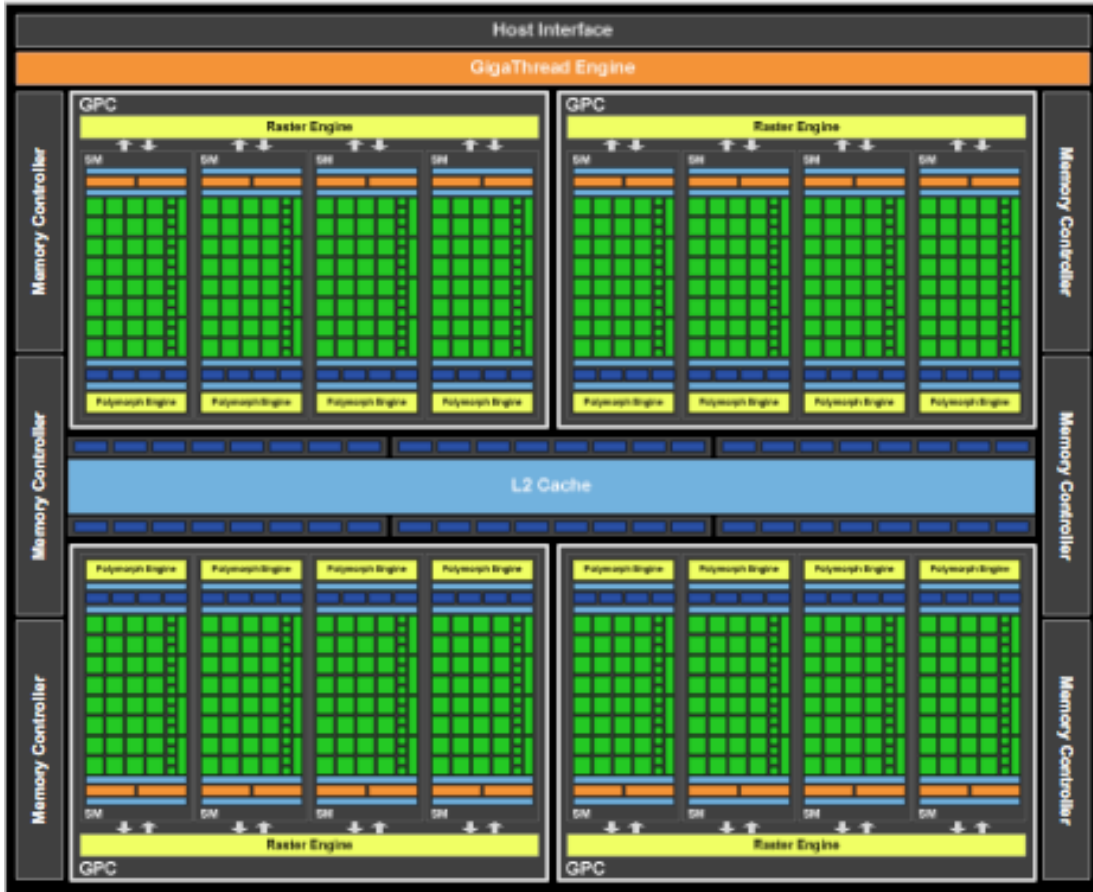 Host Interface
GigaThread Engine
Memory Controller
Memory Controller
Memory Controller
GPC
Raster Engine
SM SM SM SM
Polymorph Engine Polymorph Engine Polymorph Engine Polymorph Engine
GPC
Raster Engine
SM SM SM SM
Polymorph Engine Polymorph Engine Polymorph Engine Polymorph Engine
L2 Cache
Polymorph Engine Polymorph Engine Polymorph Engine Polymorph Engine
SM SM SM SM
Raster Engine
GPC
Polymorph Engine Polymorph Engine Polymorph Engine Polymorph Engine
SM SM SM SM
Raster Engine
GPC
Memory Controller
Memory Controller
Memory Controller